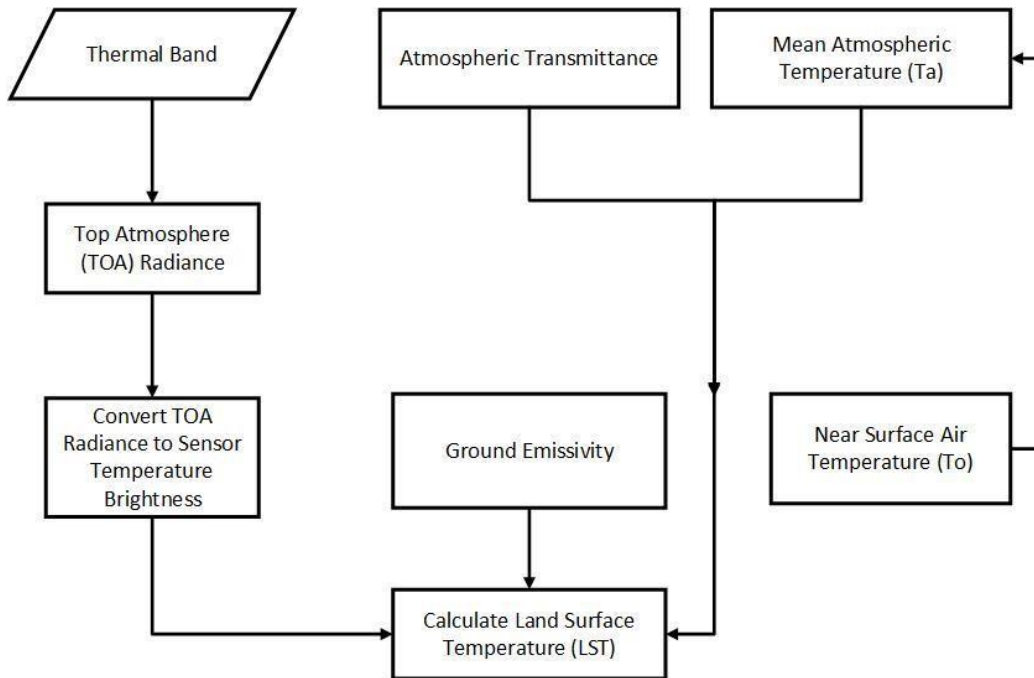 Thermal Band
Atmospheric Transmittance
Mean Atmospheric
Temperature (Ta)
Top Atmosphere
(TOA) Radiance
Convert TOA
Radiance to Sensor
Temperature
Brightness
Ground Emissivity
Near Surface Air
Temperature (To)
Calculate Land Surface
Temperature (LST)